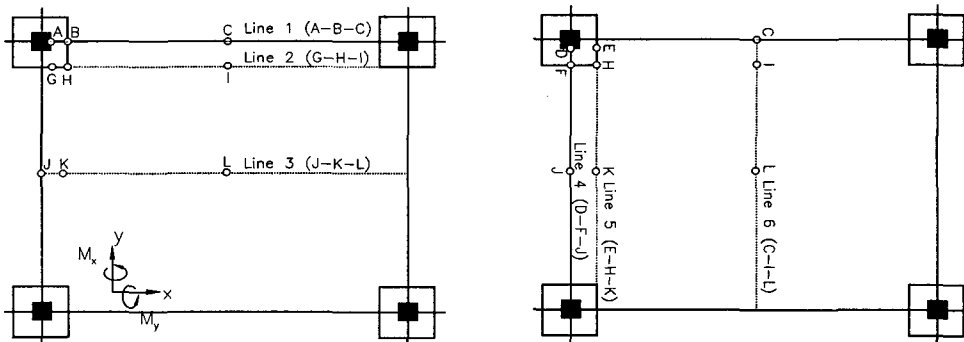 A B C Line 1 (A-B-C)
G H I Line 2 (G-H-I)
J K L Line 3 (J-K-L)
y
Mx
x
My
C
D E
F H I
J K L
Line 4 (D-F-J)
Line 5 (E-H-K)
Line 6 (C-I-L)